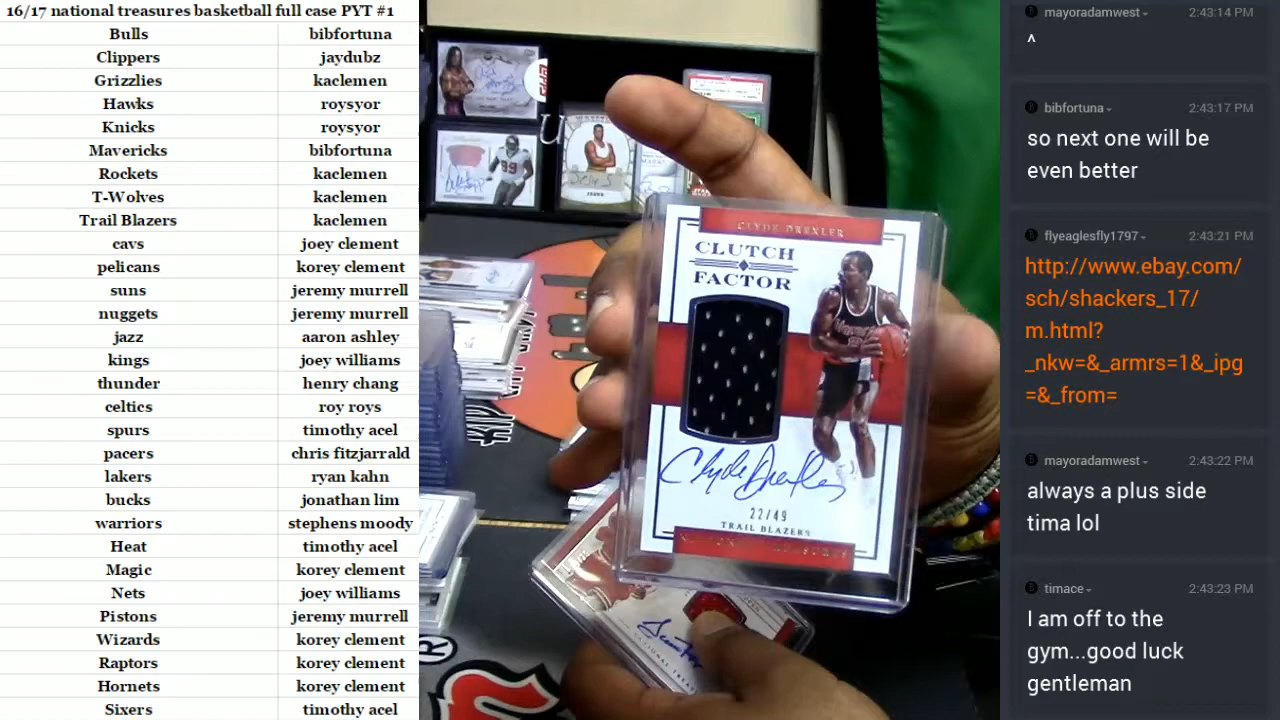 16/17 national treasures basketball full case PYT #1
Bulls bibfortuna
Clippers jaydubz
Grizzlies kaclemen
Hawks roysyor
Knicks roysyor
Mavericks bibfortuna
Rockets kaclemen
T-Wolves kaclemen
Trail Blazers kaclemen
cavs joey clement
pelicans korey clement
suns jeremy murrell
nuggets jeremy murrell
jazz aaron ashley
kings joey williams
thunder henry chang
celtics roy roys
spurs timothy acel
pacers chris fitzjarrald
lakers ryan kahn
bucks jonathan lim
warriors stephens moody
Heat timothy acel
Magic korey clement
Nets joey williams
Pistons jeremy murrell
Wizards korey clement
Raptors korey clement
Hornets korey clement
Sixers timothy acel
CLYDE DREXLER
CLUTCH
FACTOR
Clyde Drexler
22/49
TRAIL BLAZERS
NATIONAL TREASURES
99
mayoradamwest 2:43:14 PM
^
bibfortuna 2:43:17 PM
so next one will be
even better
flyeaglesfly1797 2:43:21 PM
http://www.ebay.com/
sch/shackers_17/
m.html?
_nkw=&_armrs=1&_ipg
=&_from=
mayoradamwest 2:43:22 PM
always a plus side
tima lol
timace 2:43:23 PM
I am off to the
gym...good luck
gentleman